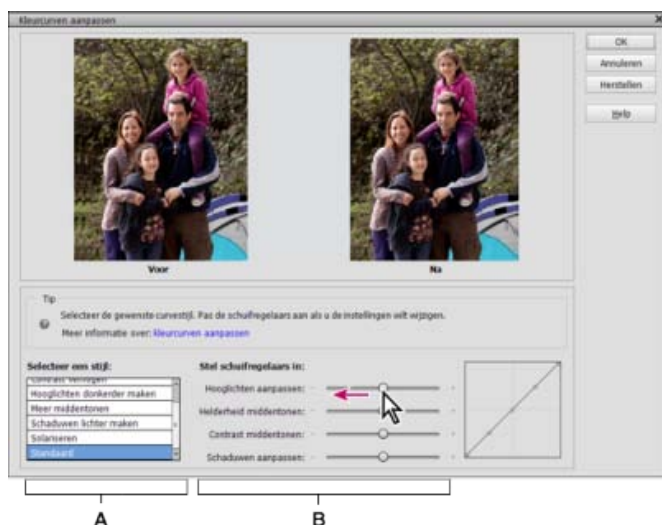 Kleurcurven aanpassen
OK
Annuleren
Herstellen
Help
Voor
Na
Tip
Selecteer de gewenste curvestijl. Pas de schuifregelaars aan als u de instellingen wilt wijzigen.
Meer informatie over: kleurcurven aanpassen
Selecteer een stijl:
Contrast verhogen
Hooglichten donkerder maken
Meer middentonen
Schaduwen lichter maken
Solariseren
Standaard
Stel schuifregelaars in:
Hooglichten aanpassen:
Helderheid middentonen:
Contrast middentonen:
Schaduwen aanpassen:
A
B